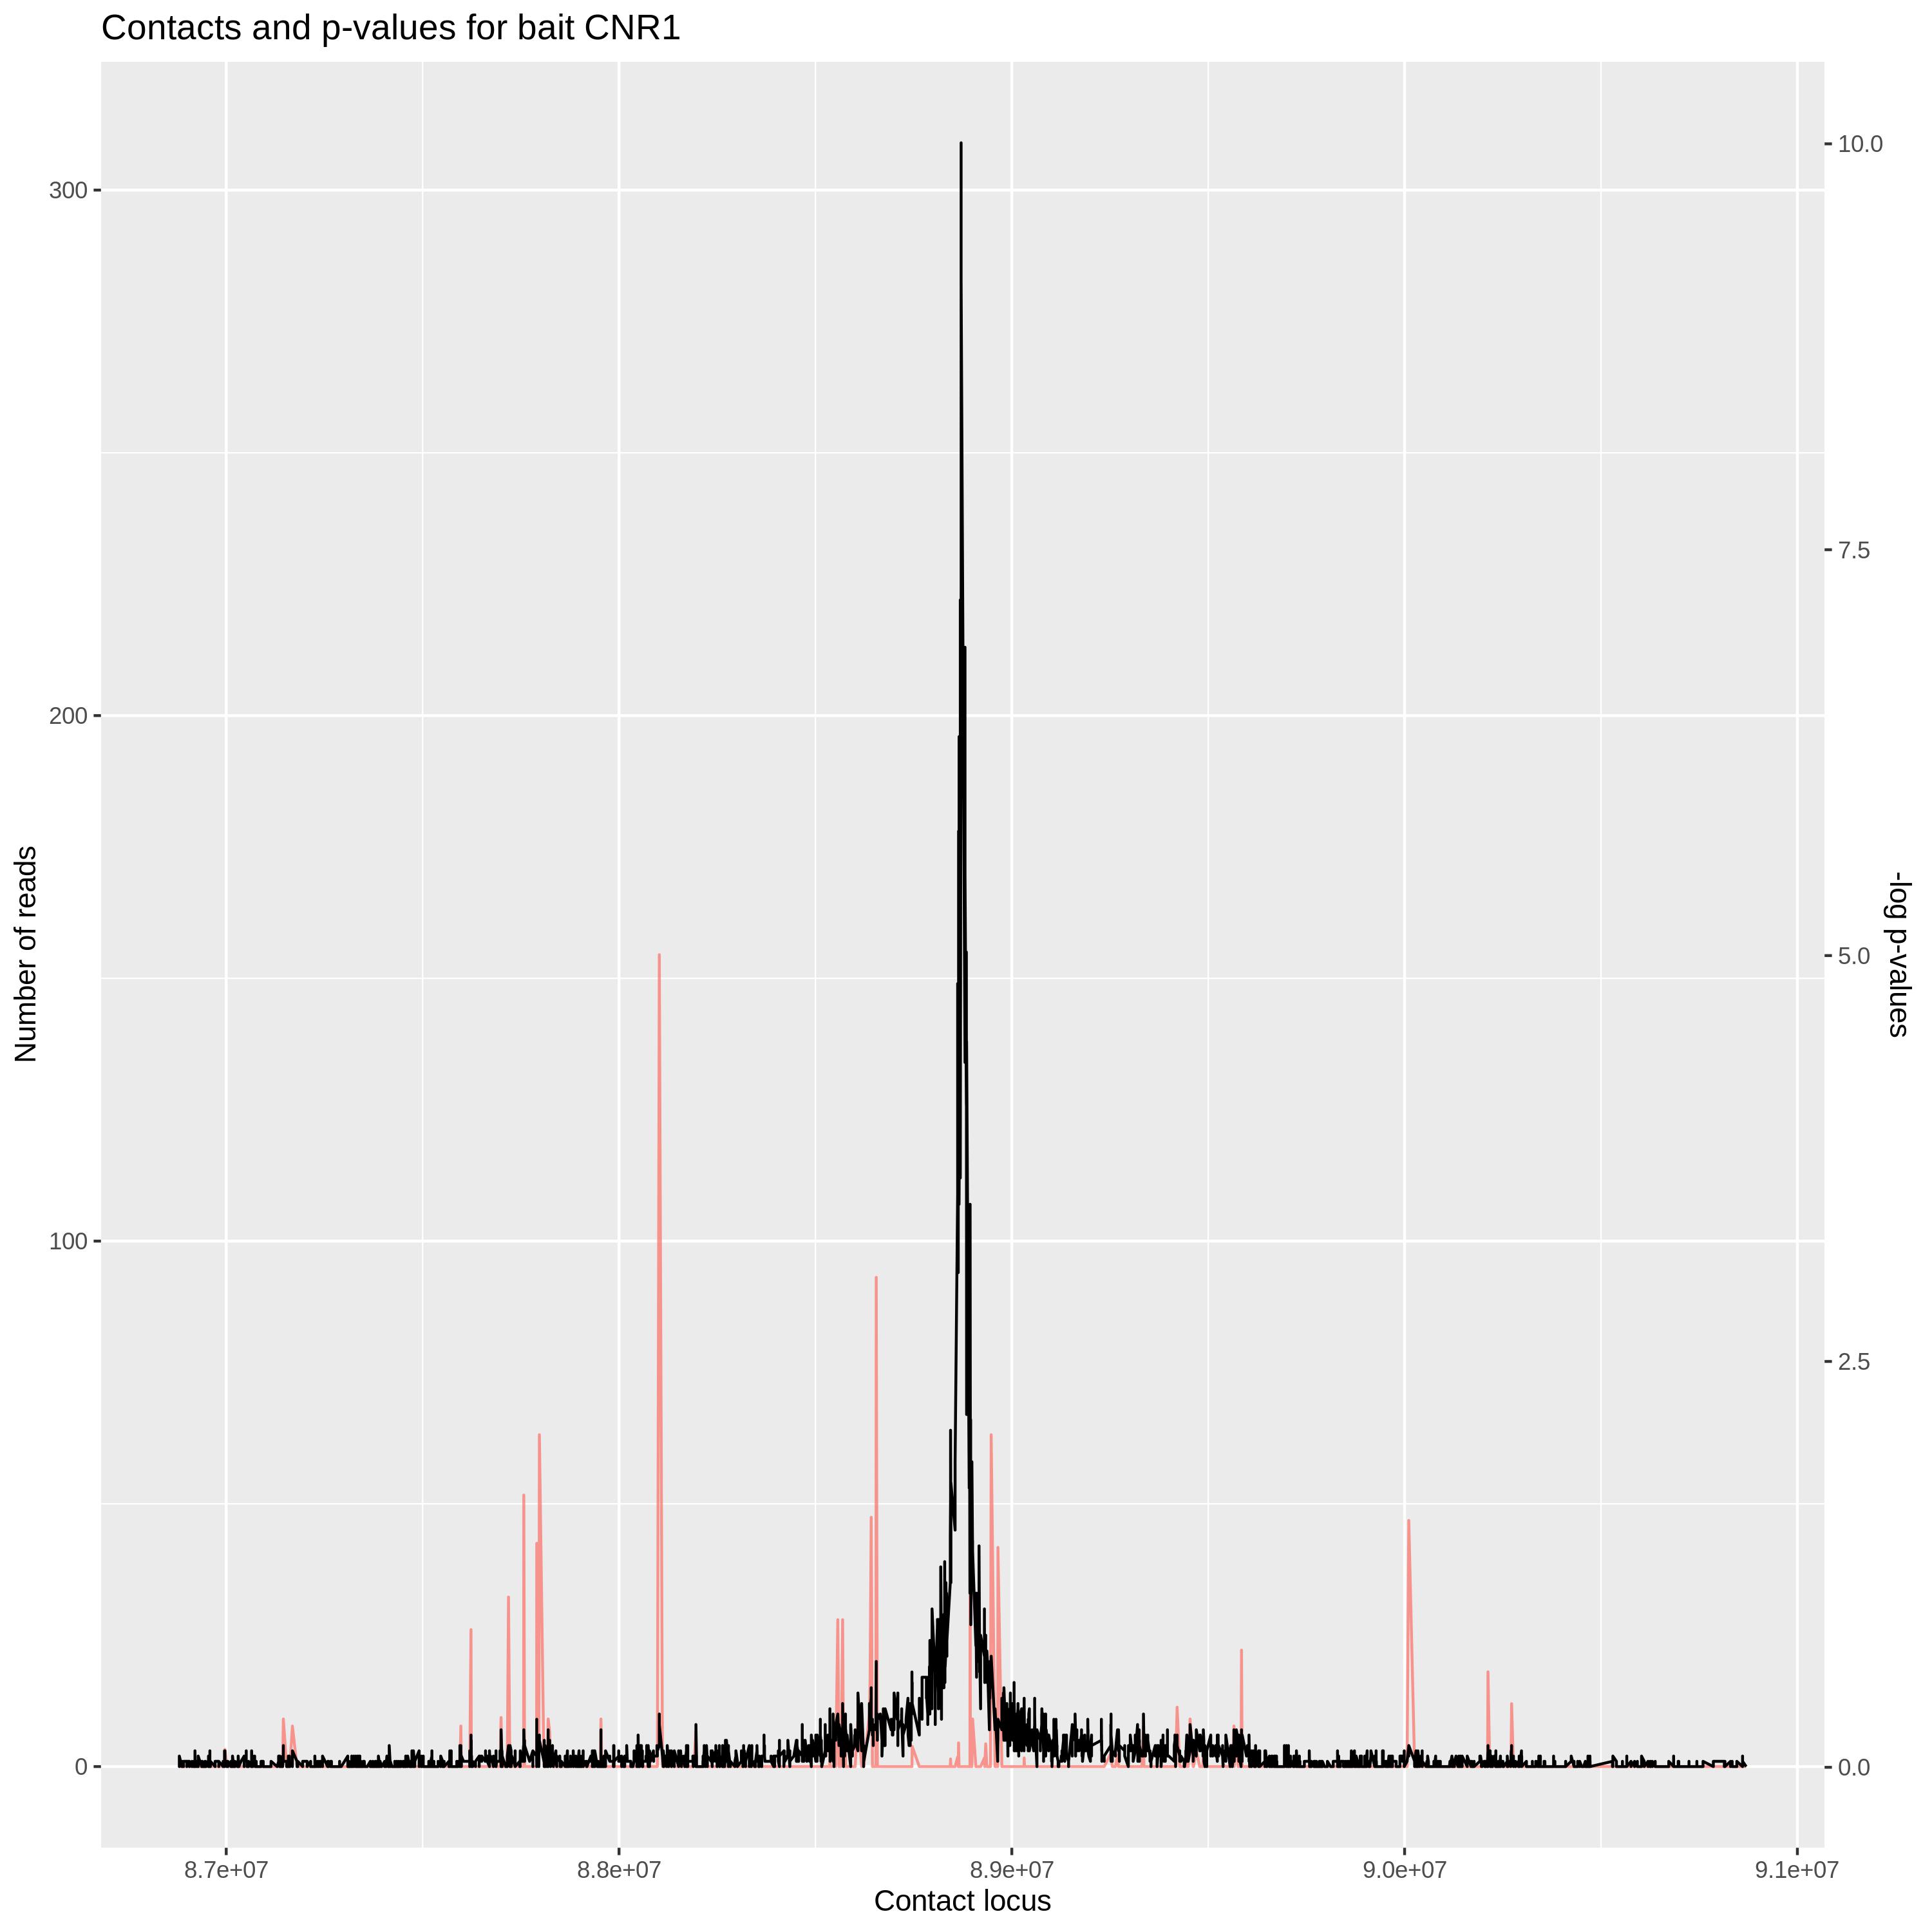 Contacts and p-values for bait CNR1
300
200
100
0
Number of reads
10.0
7.5
5.0
2.5
0.0
-log p-values
8.7e+07 8.8e+07 8.9e+07 9.0e+07 9.1e+07
Contact locus